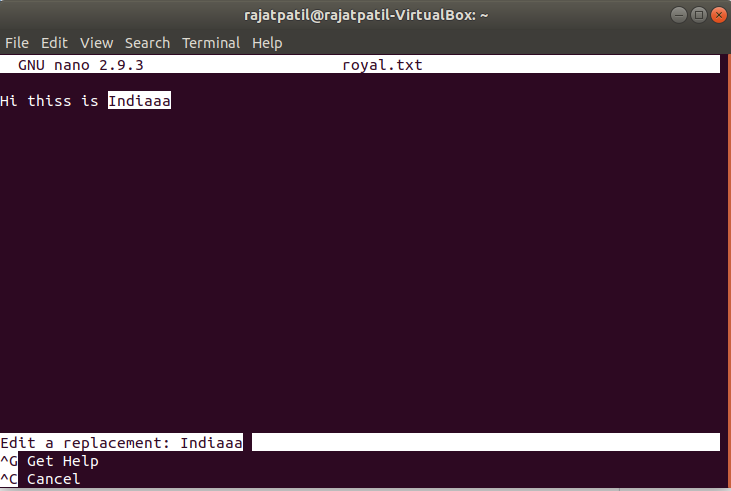 rajatpatil@rajatpatil-VirtualBox: ~
File Edit View Search Terminal Help
GNU nano 2.9.3 royal.txt
Hi thiss is Indiaaa
Edit a replacement: Indiaaa
^G Get Help
^C Cancel